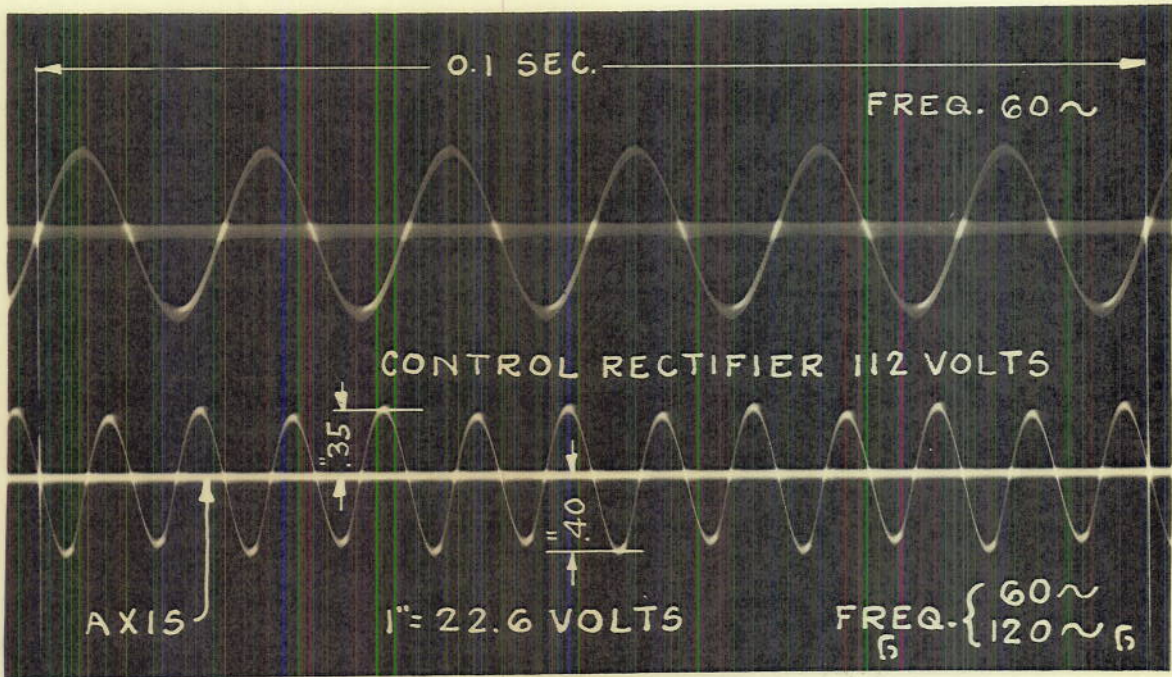 0.1 SEC.
FREQ. 60~
CONTROL RECTIFIER 112 VOLTS
.35"
.40"
AXIS
1"= 22.6 VOLTS
FREQ. { 60~
120~